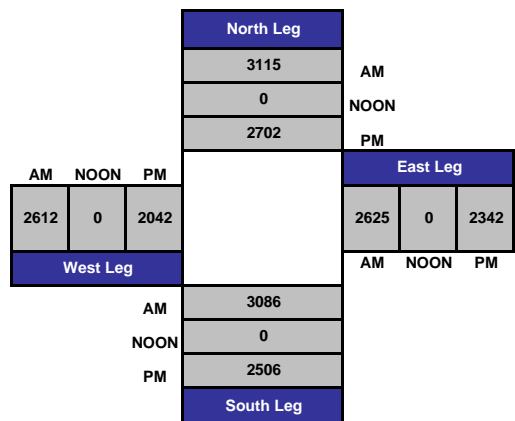 North Leg
3115 AM
0 NOON
2702 PM
East Leg
AM NOON PM
2612 0 2042
2625 0 2342
West Leg
AM NOON PM
AM 3086
NOON 0
PM 2506
South Leg